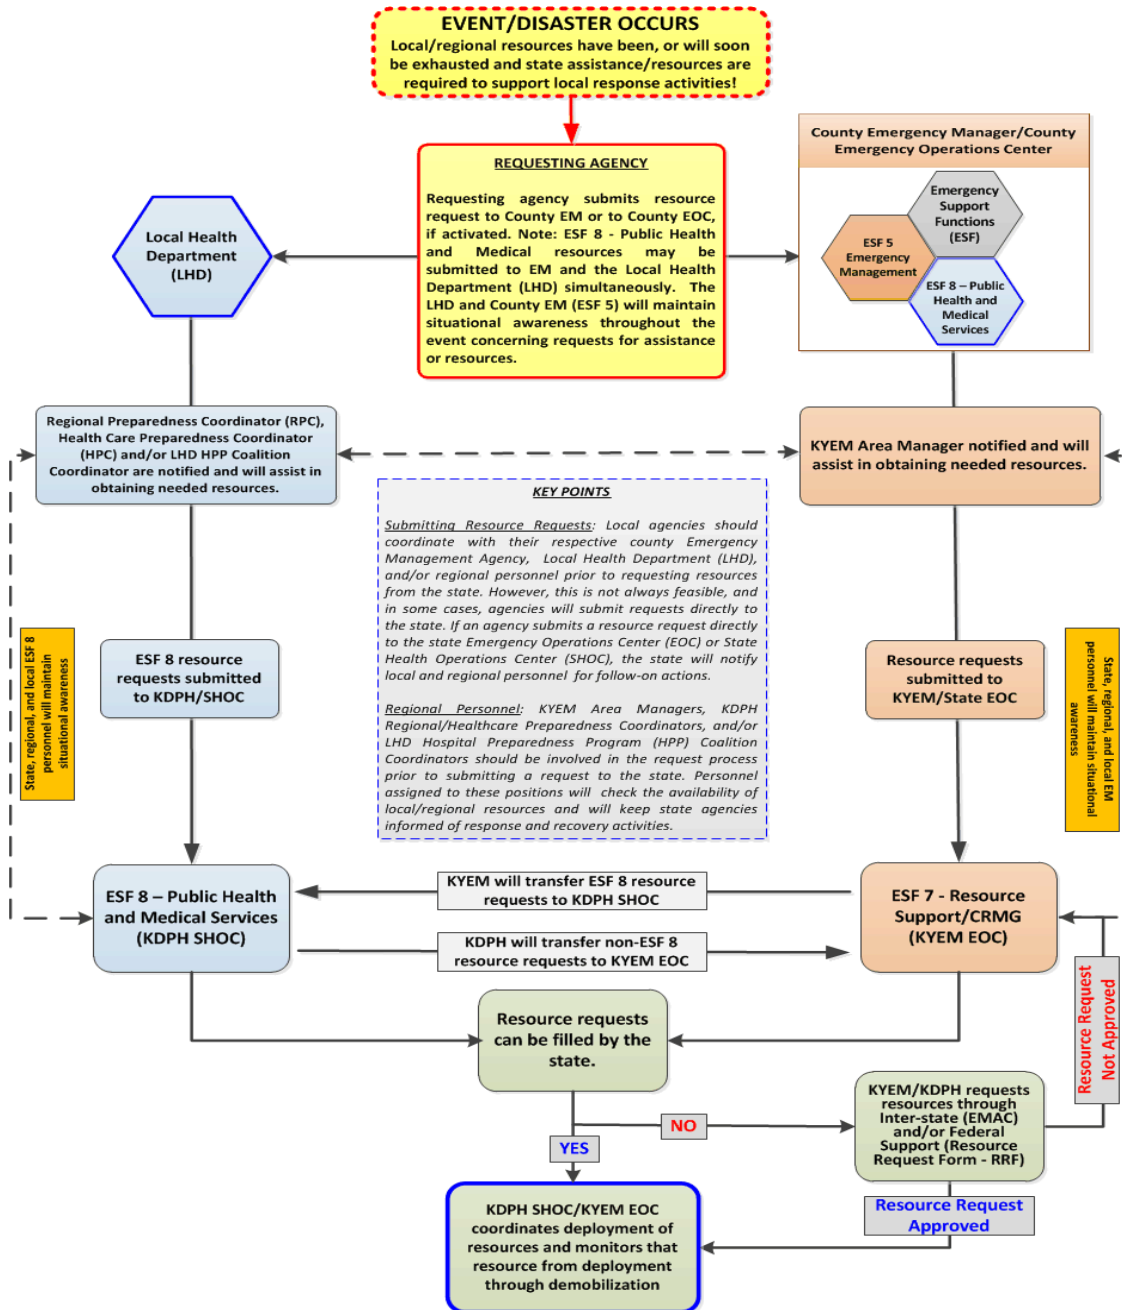 EVENT/DISASTER OCCURS
Local/regional resources have been, or will soon
be exhausted and state assistance/resources are
required to support local response activities!
REQUESTING AGENCY
Requesting agency submits resource
request to County EM or to County EOC,
if activated. Note: ESF 8 - Public Health
and Medical resources may be
submitted to EM and the Local Health
Department (LHD) simultaneously. The
LHD and County EM (ESF 5) will maintain
situational awareness throughout the
event concerning requests for assistance
or resources.
County Emergency Manager/County
Emergency Operations Center
Emergency
Support
Functions
(ESF)
ESF 5
Emergency
Management
ESF 8 – Public
Health and
Medical
Services
Local Health
Department
(LHD)
Regional Preparedness Coordinator (RPC),
Health Care Preparedness Coordinator
(HPC) and/or LHD HPP Coalition
Coordinator are notified and will assist in
obtaining needed resources.
KYEM Area Manager notified and will
assist in obtaining needed resources.
KEY POINTS
Submitting Resource Requests: Local agencies should
coordinate with their respective county Emergency
Management Agency, Local Health Department (LHD),
and/or regional personnel prior to requesting resources
from the state. However, this is not always feasible, and
in some cases, agencies will submit requests directly to
the state. If an agency submits a resource request directly
to the state Emergency Operations Center (EOC) or State
Health Operations Center (SHOC), the state will notify
local and regional personnel for follow-on actions.
Regional Personnel: KYEM Area Managers, KDPH
Regional/Healthcare Preparedness Coordinators, and/or
LHD Hospital Preparedness Program (HPP) Coalition
Coordinators should be involved in the request process
prior to submitting a request to the state. Personnel
assigned to these positions will check the availability of
local/regional resources and will keep state agencies
informed of response and recovery activities.
State, regional, and local ESF 8
personnel will maintain
situational awareness
ESF 8 resource
requests submitted
to KDPH/SHOC
Resource requests
submitted to
KYEM/State EOC
State, regional, and local EM
personnel will maintain situational
awareness
ESF 8 – Public Health
and Medical Services
(KDPH SHOC)
KYEM will transfer ESF 8 resource
requests to KDPH SHOC
KDPH will transfer non-ESF 8
resource requests to KYEM EOC
ESF 7 - Resource
Support/CRMG
(KYEM EOC)
Resource requests
can be filled by the
state.
Resource Request
Not Approved
KYEM/KDPH requests
resources through
Inter-state (EMAC)
and/or Federal
Support (Resource
Request Form - RRF)
NO
YES
Resource Request
Approved
KDPH SHOC/KYEM EOC
coordinates deployment of
resources and monitors that
resource from deployment
through demobilization